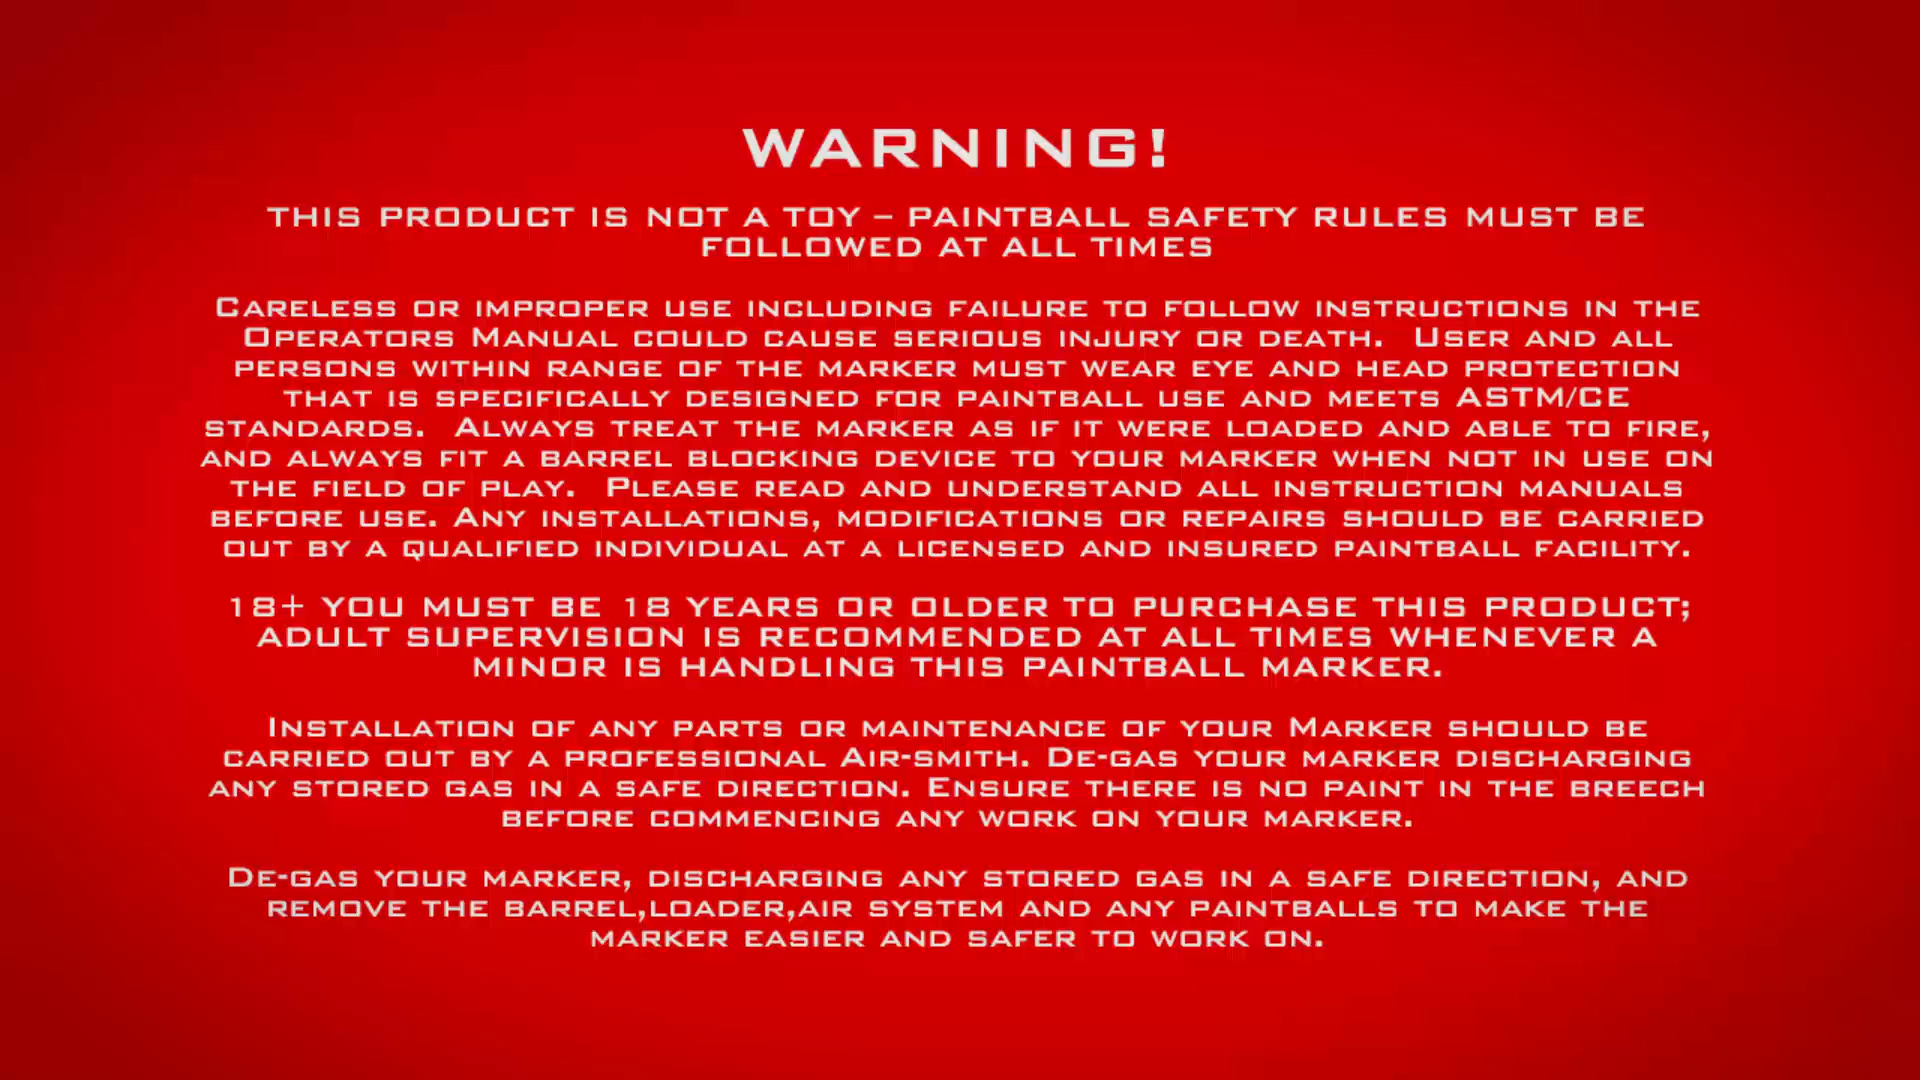 WARNING!
THIS PRODUCT IS NOT A TOY – PAINTBALL SAFETY RULES MUST BE
FOLLOWED AT ALL TIMES
Careless or improper use including failure to follow instructions in the
Operators Manual could cause serious injury or death.  User and all
persons within range of the marker must wear eye and head protection
that is specifically designed for paintball use and meets ASTM/CE
standards.  Always treat the marker as if it were loaded and able to fire,
and always fit a barrel blocking device to your marker when not in use on
the field of play.  Please read and understand all instruction manuals
before use. Any installations, modifications or repairs should be carried
out by a qualified individual at a licensed and insured paintball facility.
18+ YOU MUST BE 18 YEARS OR OLDER TO PURCHASE THIS PRODUCT;
ADULT SUPERVISION IS RECOMMENDED AT ALL TIMES WHENEVER A
MINOR IS HANDLING THIS PAINTBALL MARKER.
Installation of any parts or maintenance of your Marker should be
carried out by a professional Air-smith. De-gas your marker discharging
any stored gas in a safe direction. Ensure there is no paint in the breech
before commencing any work on your marker.
De-gas your marker, discharging any stored gas in a safe direction, and
remove the barrel,loader,air system and any paintballs to make the
marker easier and safer to work on.